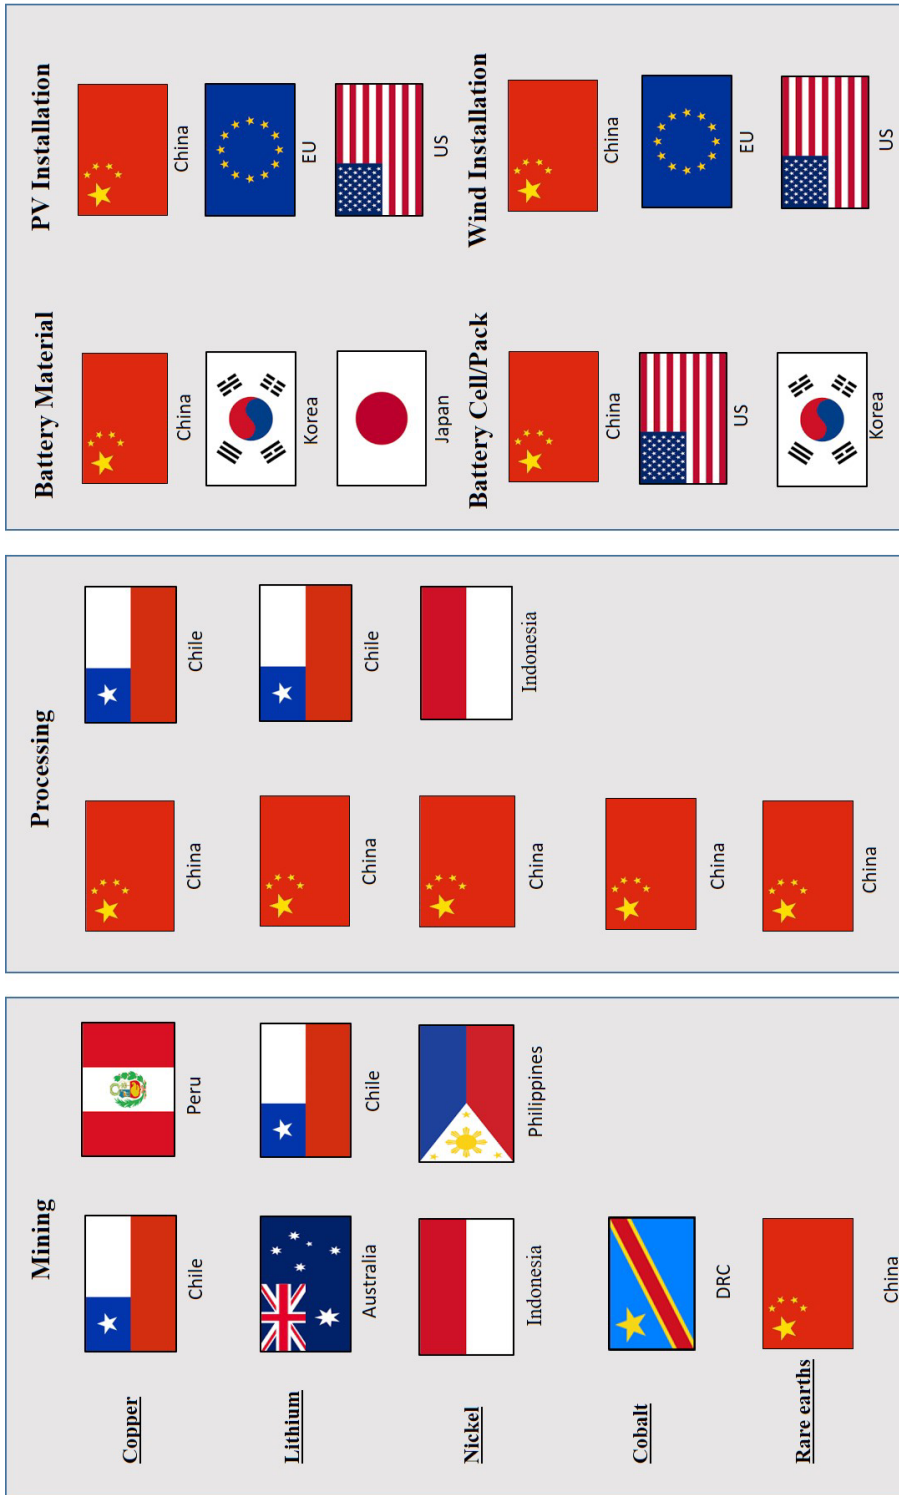 Mining
Copper
Chile
Peru
Lithium
Australia
Chile
Nickel
Indonesia
Philippines
Cobalt
DRC
Rare earths
China
Processing
China
Chile
China
Chile
China
Indonesia
China
China
Battery Material
China
Korea
Japan
PV Installation
China
EU
US
Battery Cell/Pack
China
US
Korea
Wind Installation
China
EU
US